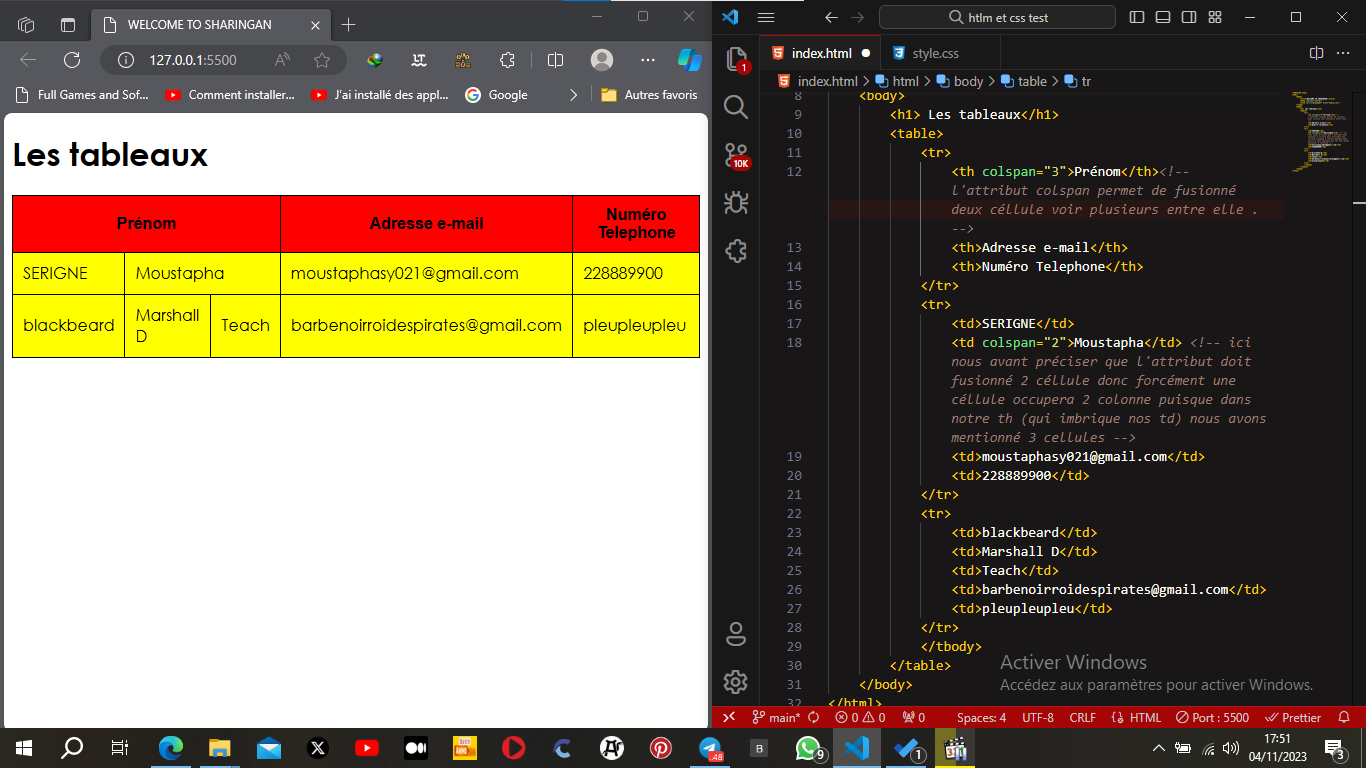 WELCOME TO SHARINGAN
127.0.0.1:5500
Full Games and Sof...
Comment installer...
J'ai installé des appl...
Google
Autres favoris
Les tableaux
Prénom Adresse e-mail Numéro
Telephone
SERIGNE Moustapha moustaphasy021@gmail.com 228889900
blackbeard Marshall
D Teach barbenoirroidespirates@gmail.com pleupleupleu
htlm et css test
index.html
style.css
index.html > html > body > table > tr
8 <body>
9 <h1> Les tableaux</h1>
10 <table>
11 <tr>
12 <th colspan="3">Prénom</th><!--
l'attribut colspan permet de fusionné
deux céllule voir plusieurs entre elle .
-->
13 <th>Adresse e-mail</th>
14 <th>Numéro Telephone</th>
15 </tr>
16 <tr>
17 <td>SERIGNE</td>
18 <td colspan="2">Moustapha</td> <!-- ici
nous avant préciser que l'attribut doit
fusionné 2 céllule donc forcément une
céllule occupera 2 colonne puisque dans
notre th (qui imbrique nos td) nous avons
mentionné 3 cellules -->
19 <td>moustaphasy021@gmail.com</td>
20 <td>228889900</td>
21 </tr>
22 <tr>
23 <td>blackbeard</td>
24 <td>Marshall D</td>
25 <td>Teach</td>
26 <td>barbenoirroidespirates@gmail.com</td>
27 <td>pleupleupleu</td>
28 </tr>
29 </tbody>
30 </table>
31 </body>
32 </html>
1
10K
Activer Windows
Accédez aux paramètres pour activer Windows.
main* 0 0 0 Spaces: 4 UTF-8 CRLF HTML Port : 5500 Prettier
48
B
9
1
17:51
04/11/2023
3